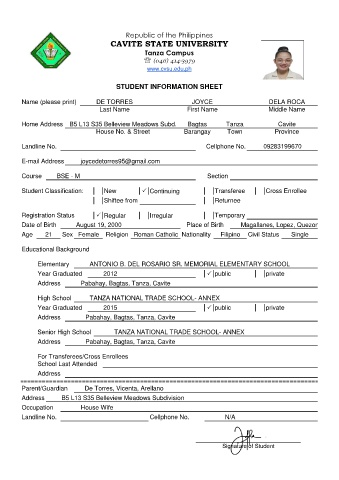 Republic of the Philippines
CAVITE STATE UNIVERSITY
Tanza Campus
☏ (046) 414-3979
www.cvsu.edu.ph
STUDENT INFORMATION SHEET
Name (please print) DE TORRES JOYCE DELA ROCA
Last Name First Name Middle Name
Home Address B5 L13 S35 Belleview Meadows Subd. Bagtas Tanza Cavite
House No. & Street Barangay Town Province
Landline No. Cellphone No. 09283199670
E-mail Address joycedetorres95@gmail.com
Course BSE - M Section
Student Classification: New ✓ Continuing Transferee Cross Enrollee
Shiftee from Returnee
Registration Status ✓ Regular Irregular Temporary
Date of Birth August 19, 2000 Place of Birth Magallanes, Lopez, Quezon
Age 21 Sex Female Religion Roman Catholic Nationality Filipino Civil Status Single
Educational Background
Elementary ANTONIO B. DEL ROSARIO SR. MEMORIAL ELEMENTARY SCHOOL
Year Graduated 2012 ✓ public private
Address Pabahay, Bagtas, Tanza, Cavite
High School TANZA NATIONAL TRADE SCHOOL- ANNEX
Year Graduated 2015 ✓ public private
Address Pabahay, Bagtas, Tanza, Cavite
Senior High School TANZA NATIONAL TRADE SCHOOL- ANNEX
Address Pabahay, Bagtas, Tanza, Cavite
For Transferees/Cross Enrollees
School Last Attended
Address
Parent/Guardian De Torres, Vicenta, Arellano
Address B5 L13 S35 Belleview Meadows Subdivision
Occupation House Wife
Landline No. Cellphone No. N/A
Signature of Student